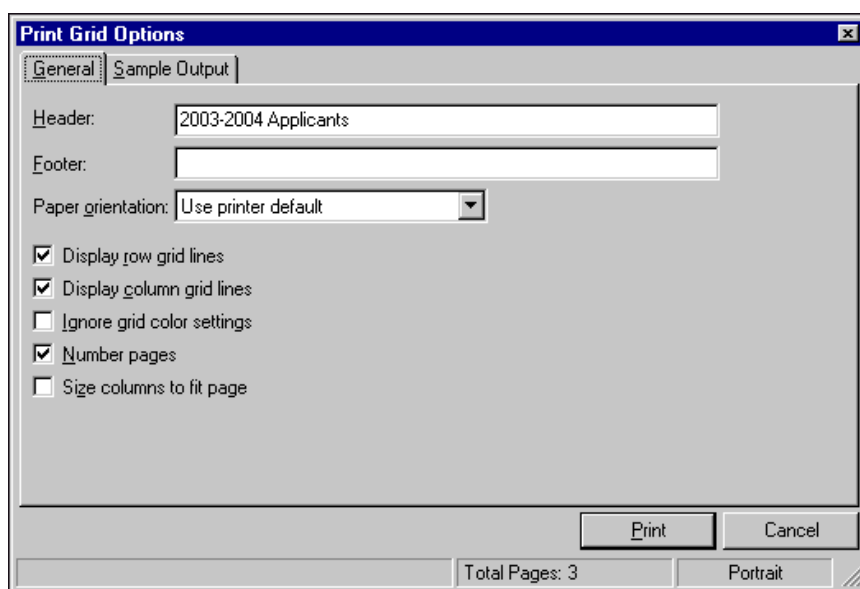 Print Grid Options
General Sample Output
Header: 2003-2004 Applicants
Footer:
Paper orientation: Use printer default
Display row grid lines
Display column grid lines
Ignore grid color settings
Number pages
Size columns to fit page
Print Cancel
Total Pages: 3 Portrait